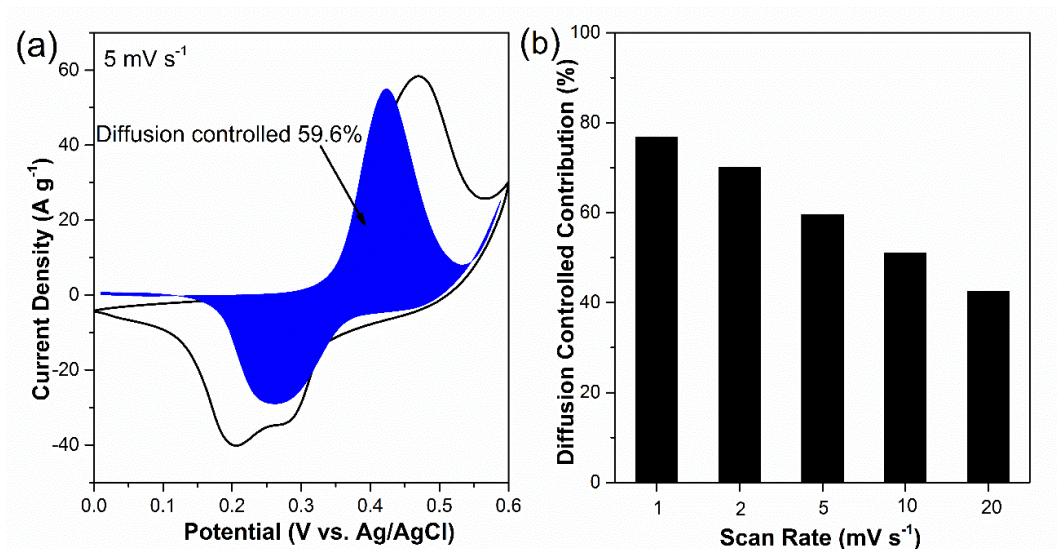 (a)
5 mV s⁻¹
Diffusion controlled 59.6%
Current Density (A g⁻¹)
60
40
20
0
-20
-40
0.0 0.1 0.2 0.3 0.4 0.5 0.6
Potential (V vs. Ag/AgCl)
(b)
Diffusion Controlled Contribution (%)
100
80
60
40
20
0
1 2 5 10 20
Scan Rate (mV s⁻¹)